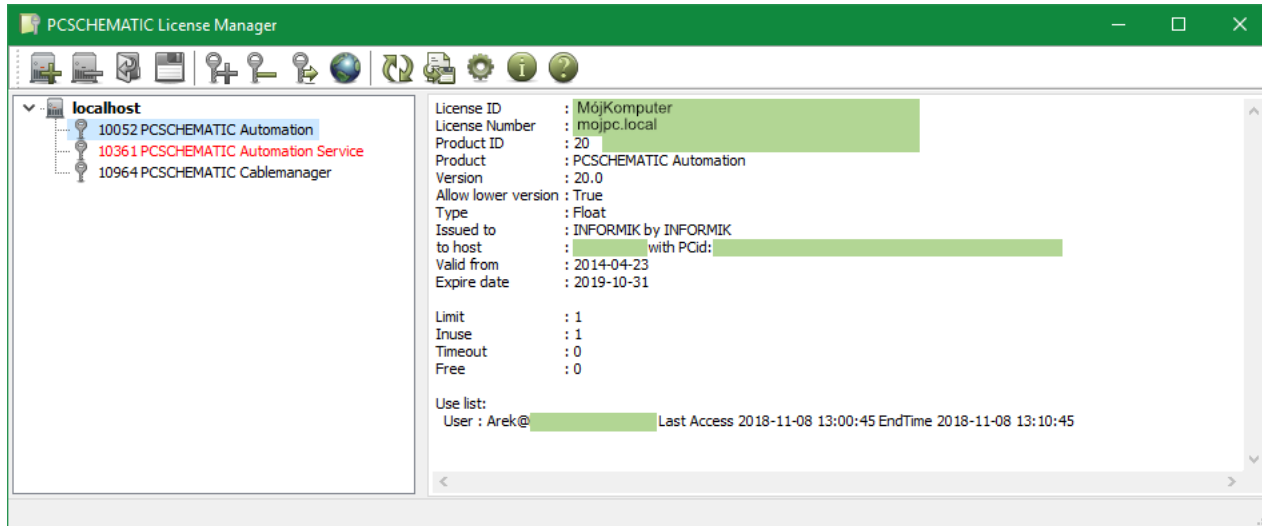 PCSCHEMATIC License Manager
localhost
10052 PCSCHEMATIC Automation
10361 PCSCHEMATIC Automation Service
10964 PCSCHEMATIC Cablemanager
License ID : MójKomputer
License Number : mojpc.local
Product ID : 20
Product : PCSCHEMATIC Automation
Version : 20.0
Allow lower version : True
Type : Float
Issued to : INFORMIK by INFORMIK
to host : with PCid:
Valid from : 2014-04-23
Expire date : 2019-10-31
Limit : 1
Inuse : 1
Timeout : 0
Free : 0
Use list:
User : Arek@ Last Access 2018-11-08 13:00:45 EndTime 2018-11-08 13:10:45